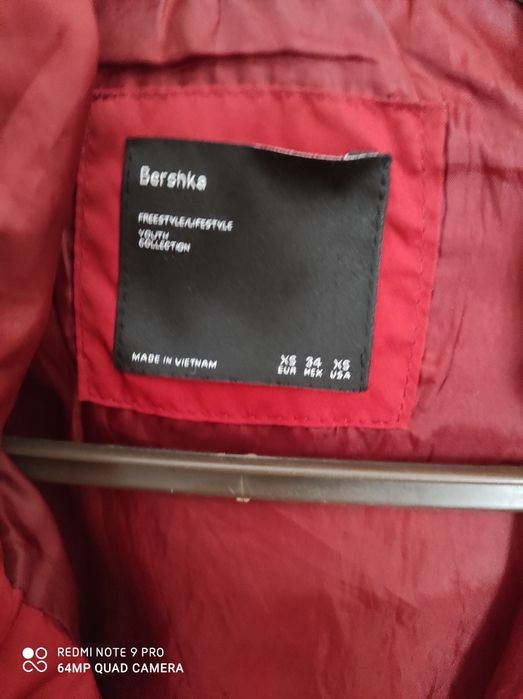 Bershka
FREESTYLE/LIFESTYLE
YOUTH
COLLECTION
MADE IN VIETNAM
XS 34 XS
EUR MEX USA
REDMI NOTE 9 PRO
64MP QUAD CAMERA